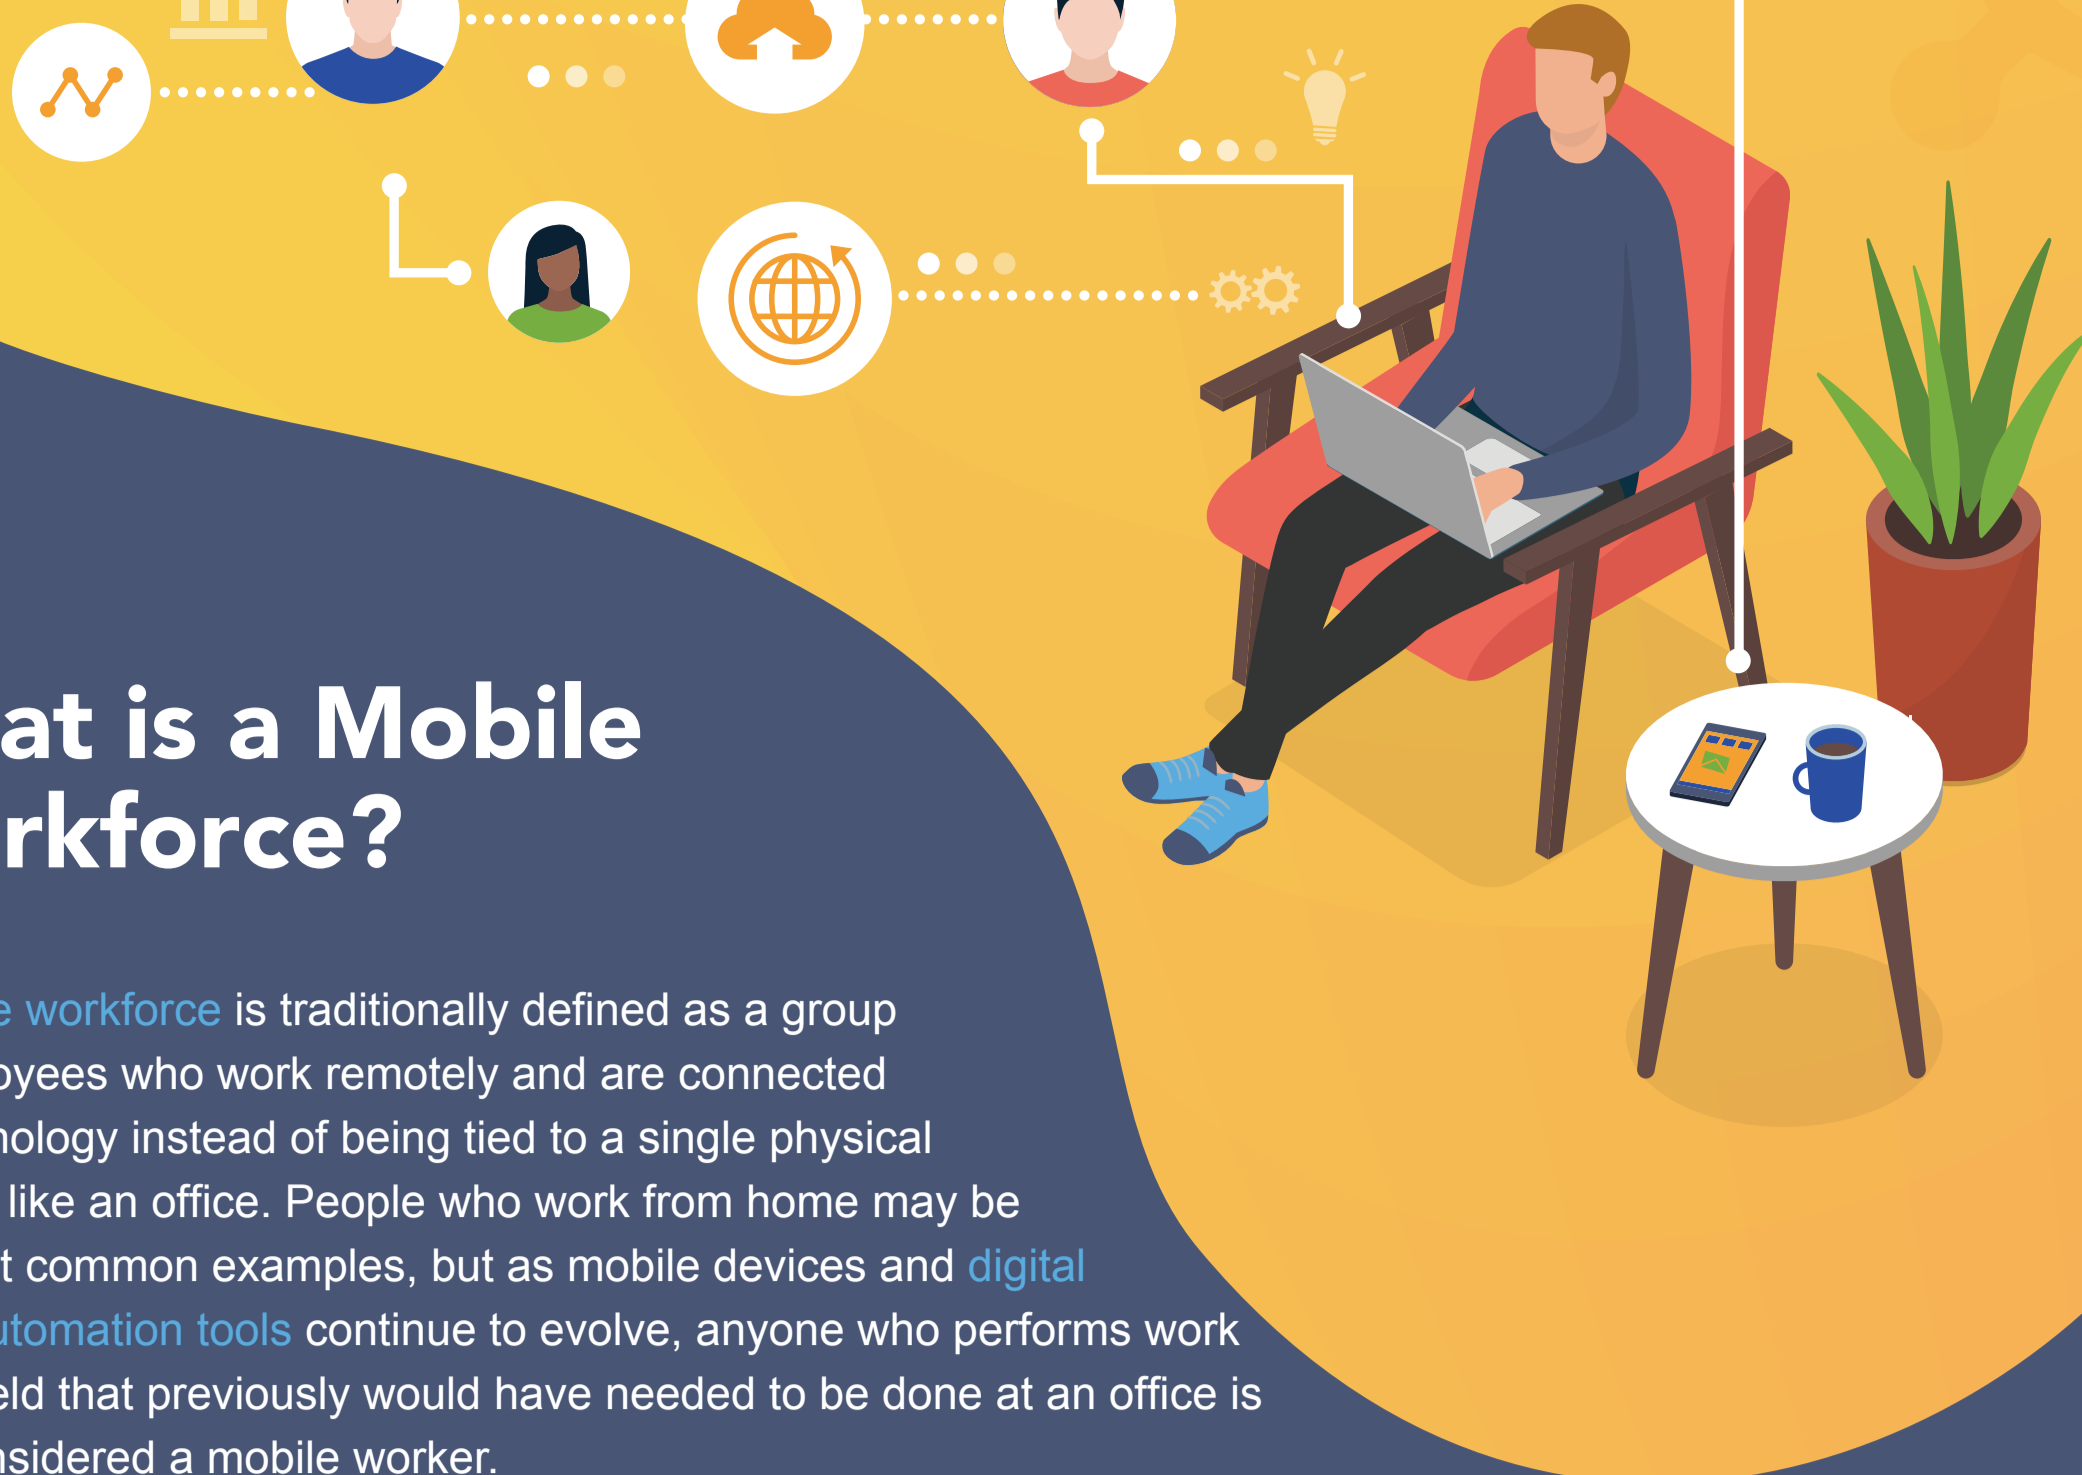 at is a Mobile
rkforce?
e workforce is traditionally defined as a group
oyees who work remotely and are connected
nology instead of being tied to a single physical
like an office. People who work from home may be
t common examples, but as mobile devices and digital
utomation tools continue to evolve, anyone who performs work
eld that previously would have needed to be done at an office is
nsidered a mobile worker.